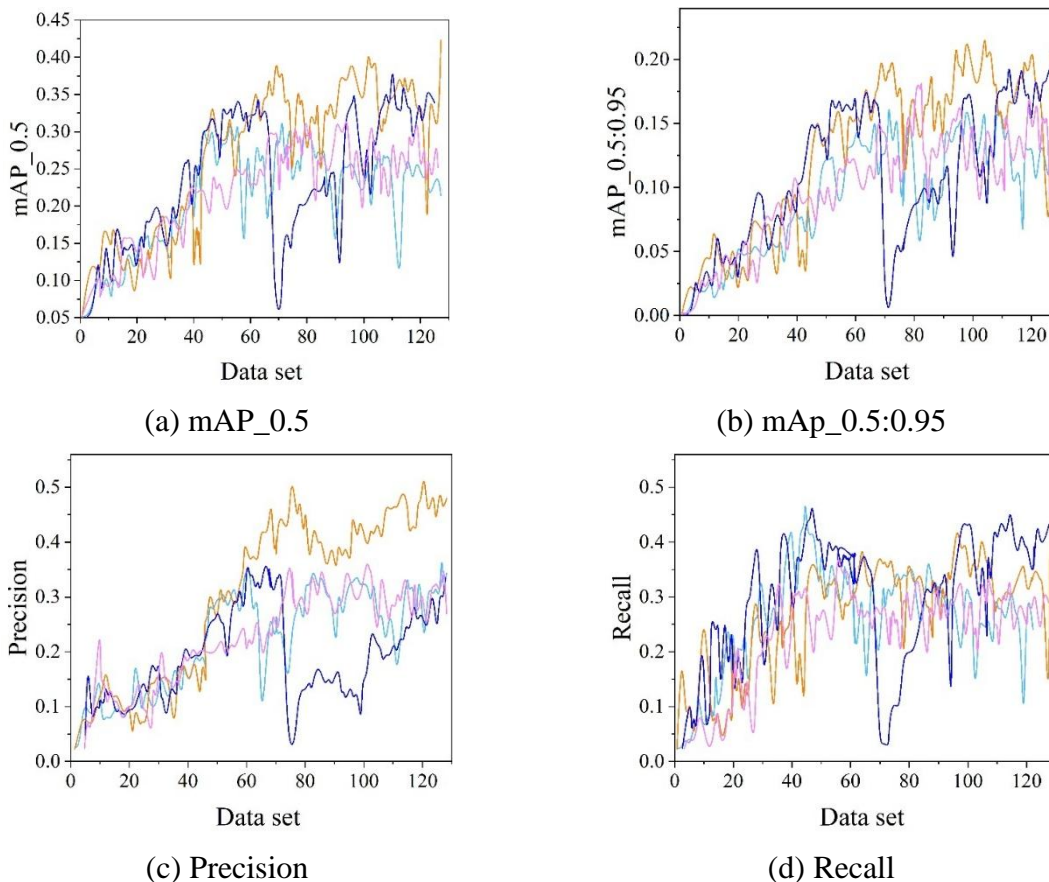 mAP_0.5
0.45
0.40
0.35
0.30
0.25
0.20
0.15
0.10
0.05
0 20 40 60 80 100 120
Data set
(a) mAP_0.5
mAP_0.5:0.95
0.20
0.15
0.10
0.05
0.00
0 20 40 60 80 100 120
Data set
(b) mAp_0.5:0.95
Precision
0.5
0.4
0.3
0.2
0.1
0.0
0 20 40 60 80 100 120
Data set
(c) Precision
Recall
0.5
0.4
0.3
0.2
0.1
0.0
0 20 40 60 80 100 120
Data set
(d) Recall